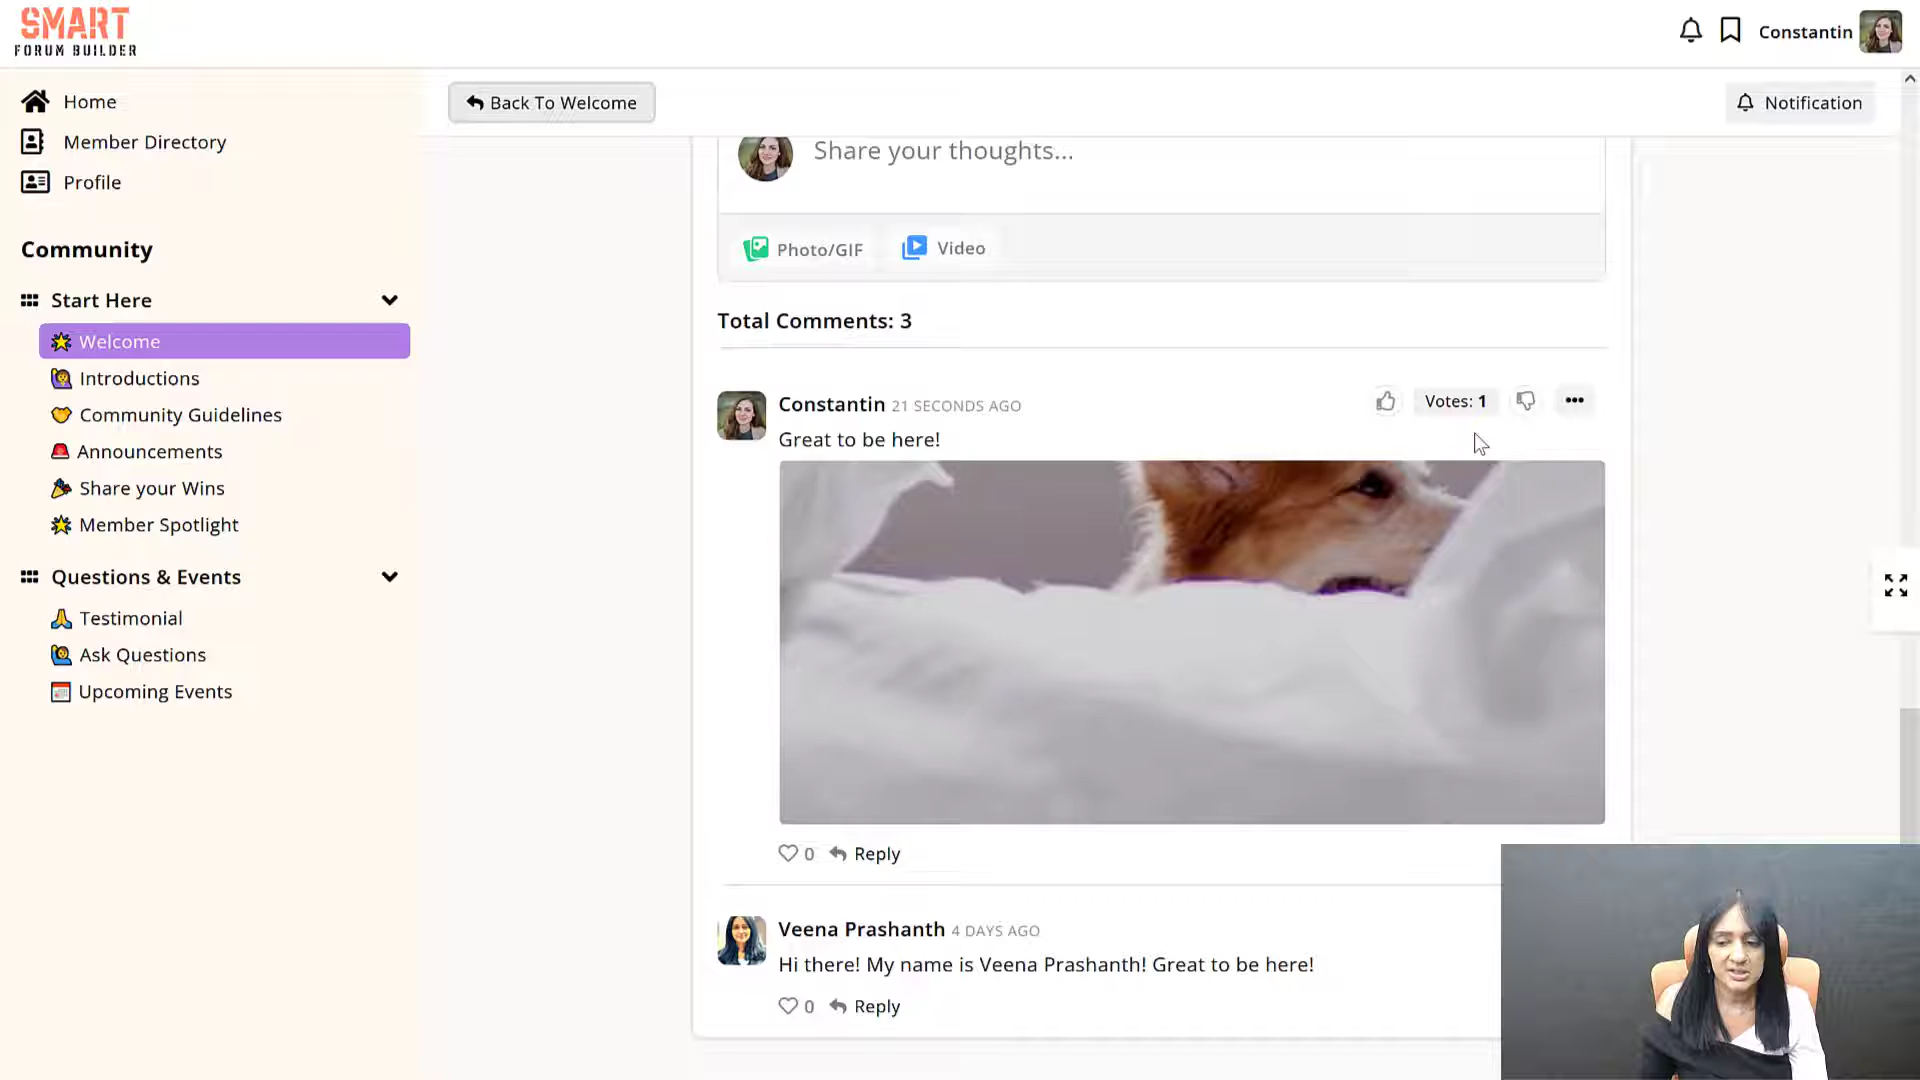 SMART
FORUM BUILDER
Constantin
Home
Member Directory
Profile
Community
Start Here
Welcome
Introductions
Community Guidelines
Announcements
Share your Wins
Member Spotlight
Questions & Events
Testimonial
Ask Questions
Upcoming Events
Back To Welcome
Notification
Share your thoughts...
Photo/GIF
Video
Total Comments: 3
Constantin 21 SECONDS AGO
Votes: 1
Great to be here!
0 Reply
Veena Prashanth 4 DAYS AGO
Hi there! My name is Veena Prashanth! Great to be here!
0 Reply